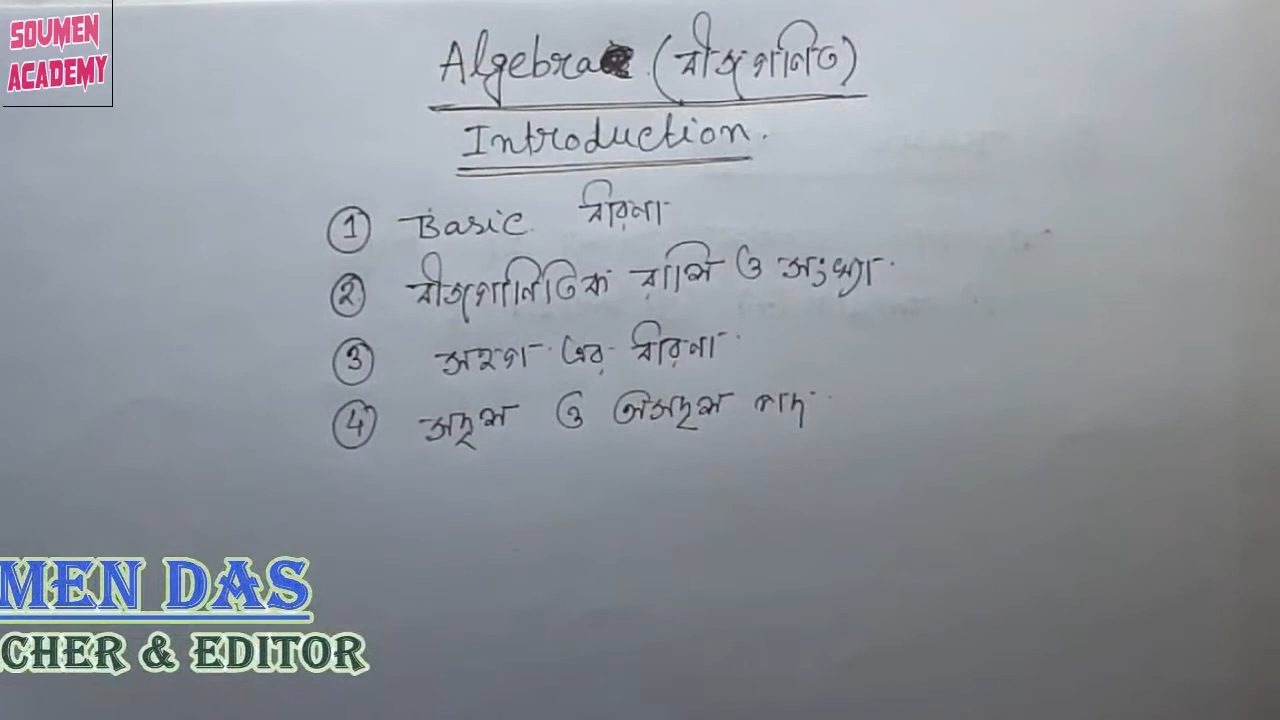 SOUMEN
ACADEMY
Algebra (বীজগণিত)
Introduction.
1 Basic ধারণা
2 বীজগাণিতিক রাশি ও সংখ্যা
3 সহগ এর ধারণা
4 সদৃশ ও অসদৃশ পদ
MEN DAS
CHER & EDITOR